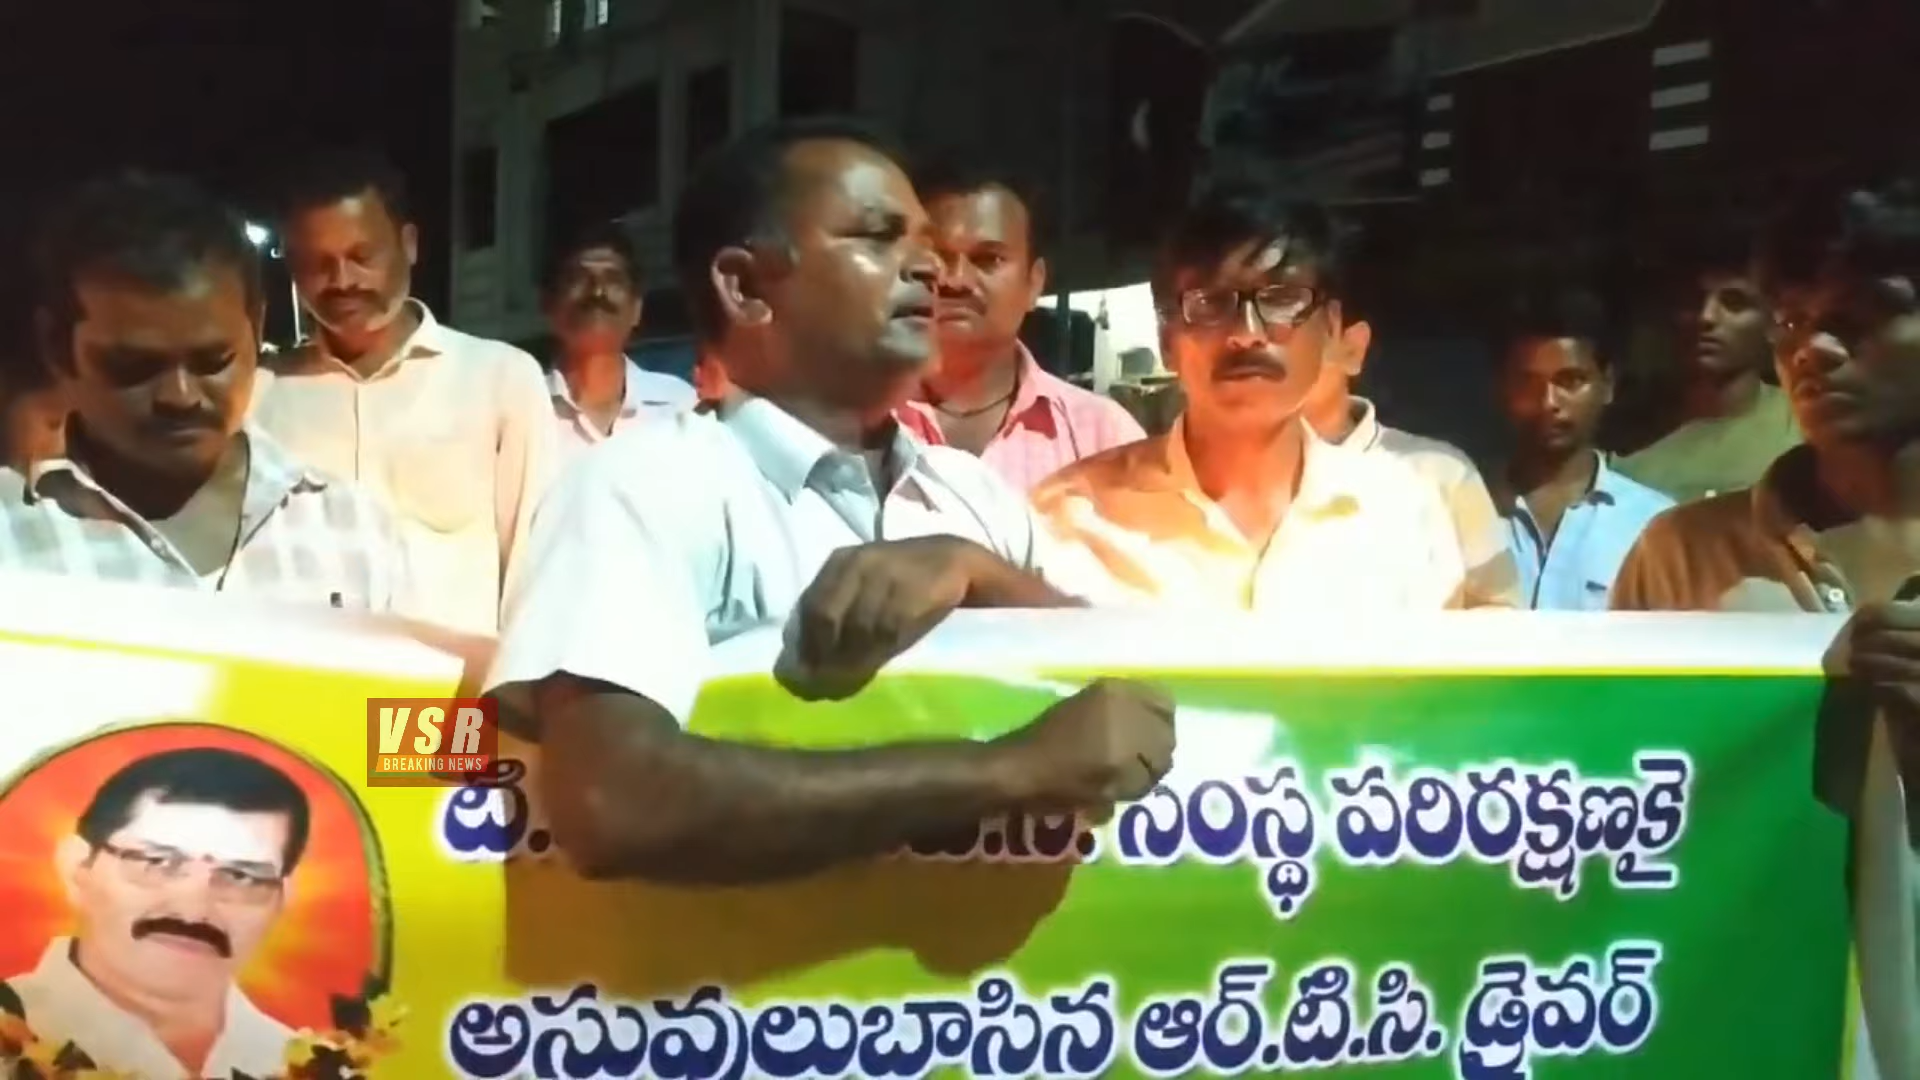 VSR
BREAKING NEWS
టి. సంస్థ పరిరక్షణకై
అసువులుబాసిన ఆర్.టి.సి. డ్రైవర్